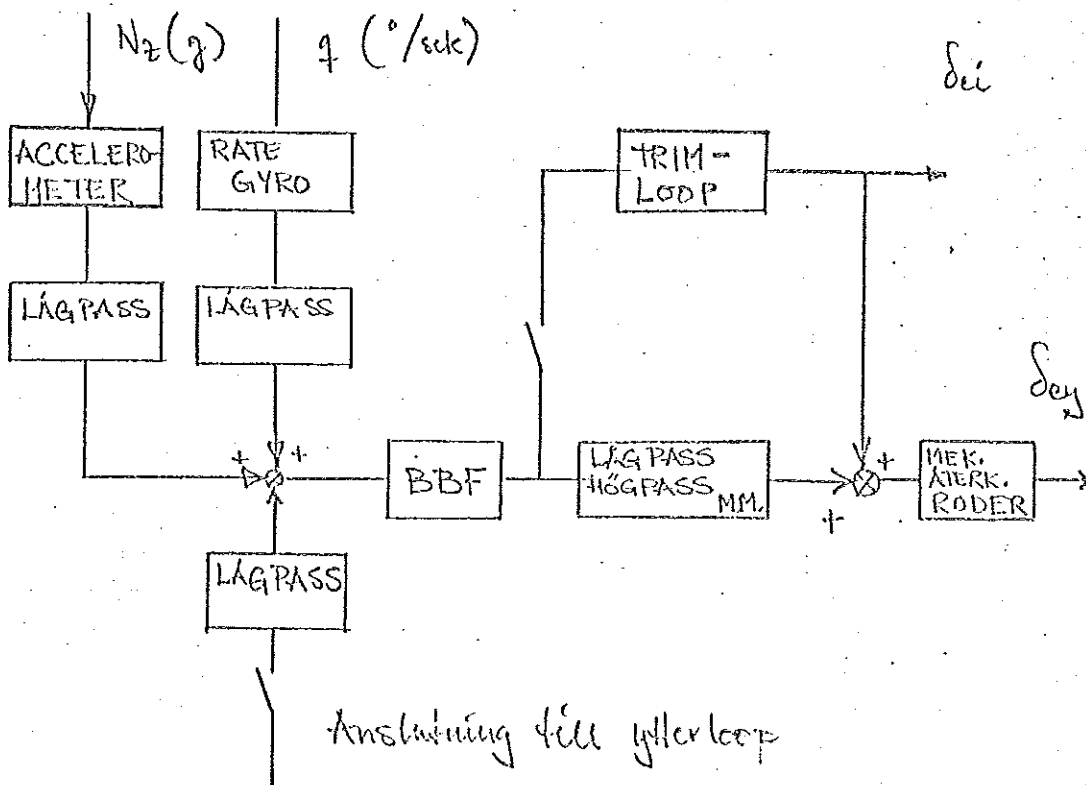 Nz(g)
q (°/sek)
δei
ACCELERO-
METER
RATE
GYRO
TRIM-
LOOP
LÅGPASS
LÅGPASS
δey
+
+
BBF
LÅGPASS
HÖGPASS
MM.
+
+
MEK.
ÅTERK.
RODER
LÅGPASS
Anslutning till ytterloop